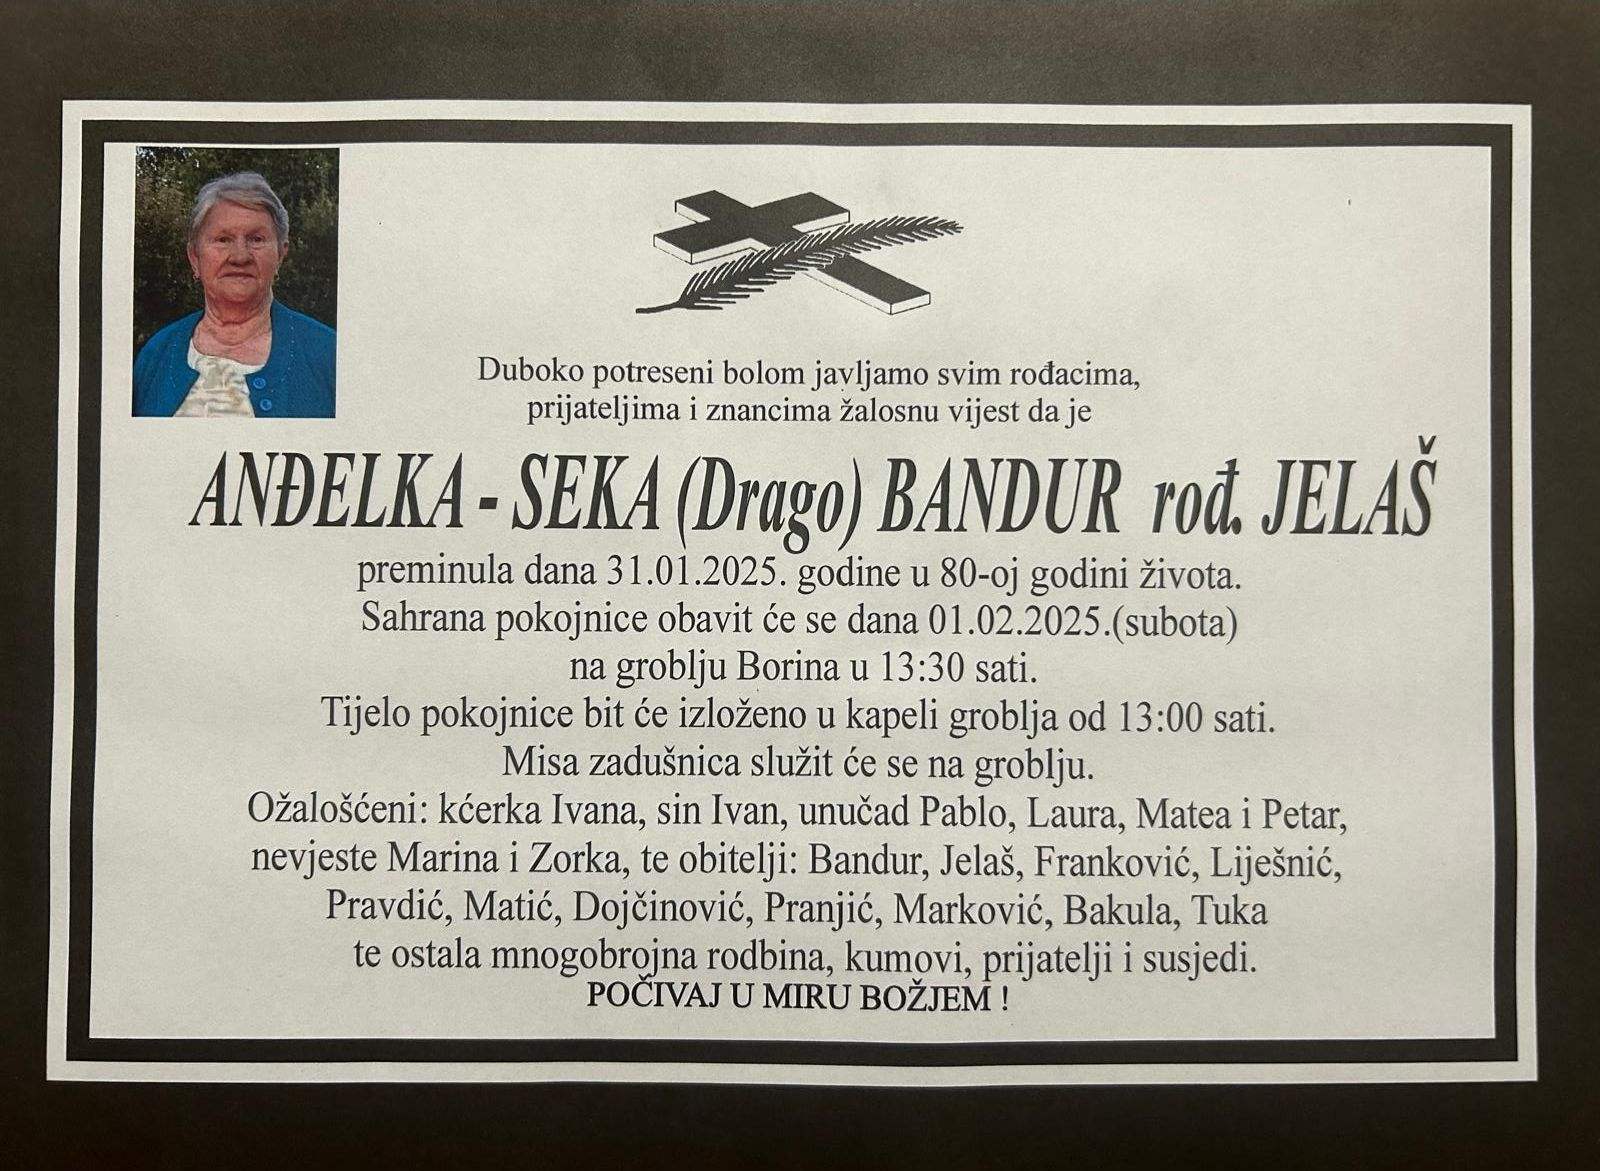 Duboko potreseni bolom javljamo svim rođacima,
prijateljima i znancima žalosnu vijest da je
ANĐELKA - SEKA (Drago) BANDUR rođ. JELAŠ
preminula dana 31.01.2025. godine u 80-oj godini života.
Sahrana pokojnice obavit će se dana 01.02.2025.(subota)
na groblju Borina u 13:30 sati.
Tijelo pokojnice bit će izloženo u kapeli groblja od 13:00 sati.
Misa zadušnica služit će se na groblju.
Ožalošćeni: kćerka Ivana, sin Ivan, unučad Pablo, Laura, Matea i Petar,
nevjeste Marina i Zorka, te obitelji: Bandur, Jelaš, Franković, Liješnić,
Pravdić, Matić, Dojčinović, Pranjić, Marković, Bakula, Tuka
te ostala mnogobrojna rodbina, kumovi, prijatelji i susjedi.
POČIVAJ U MIRU BOŽJEM !